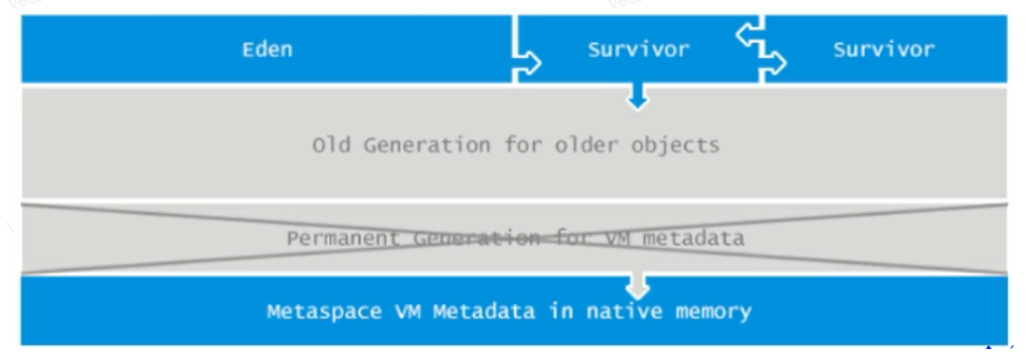 Eden
Survivor
Survivor
Old Generation for older objects
Permanent Generation for VM metadata
Metaspace VM Metadata in native memory